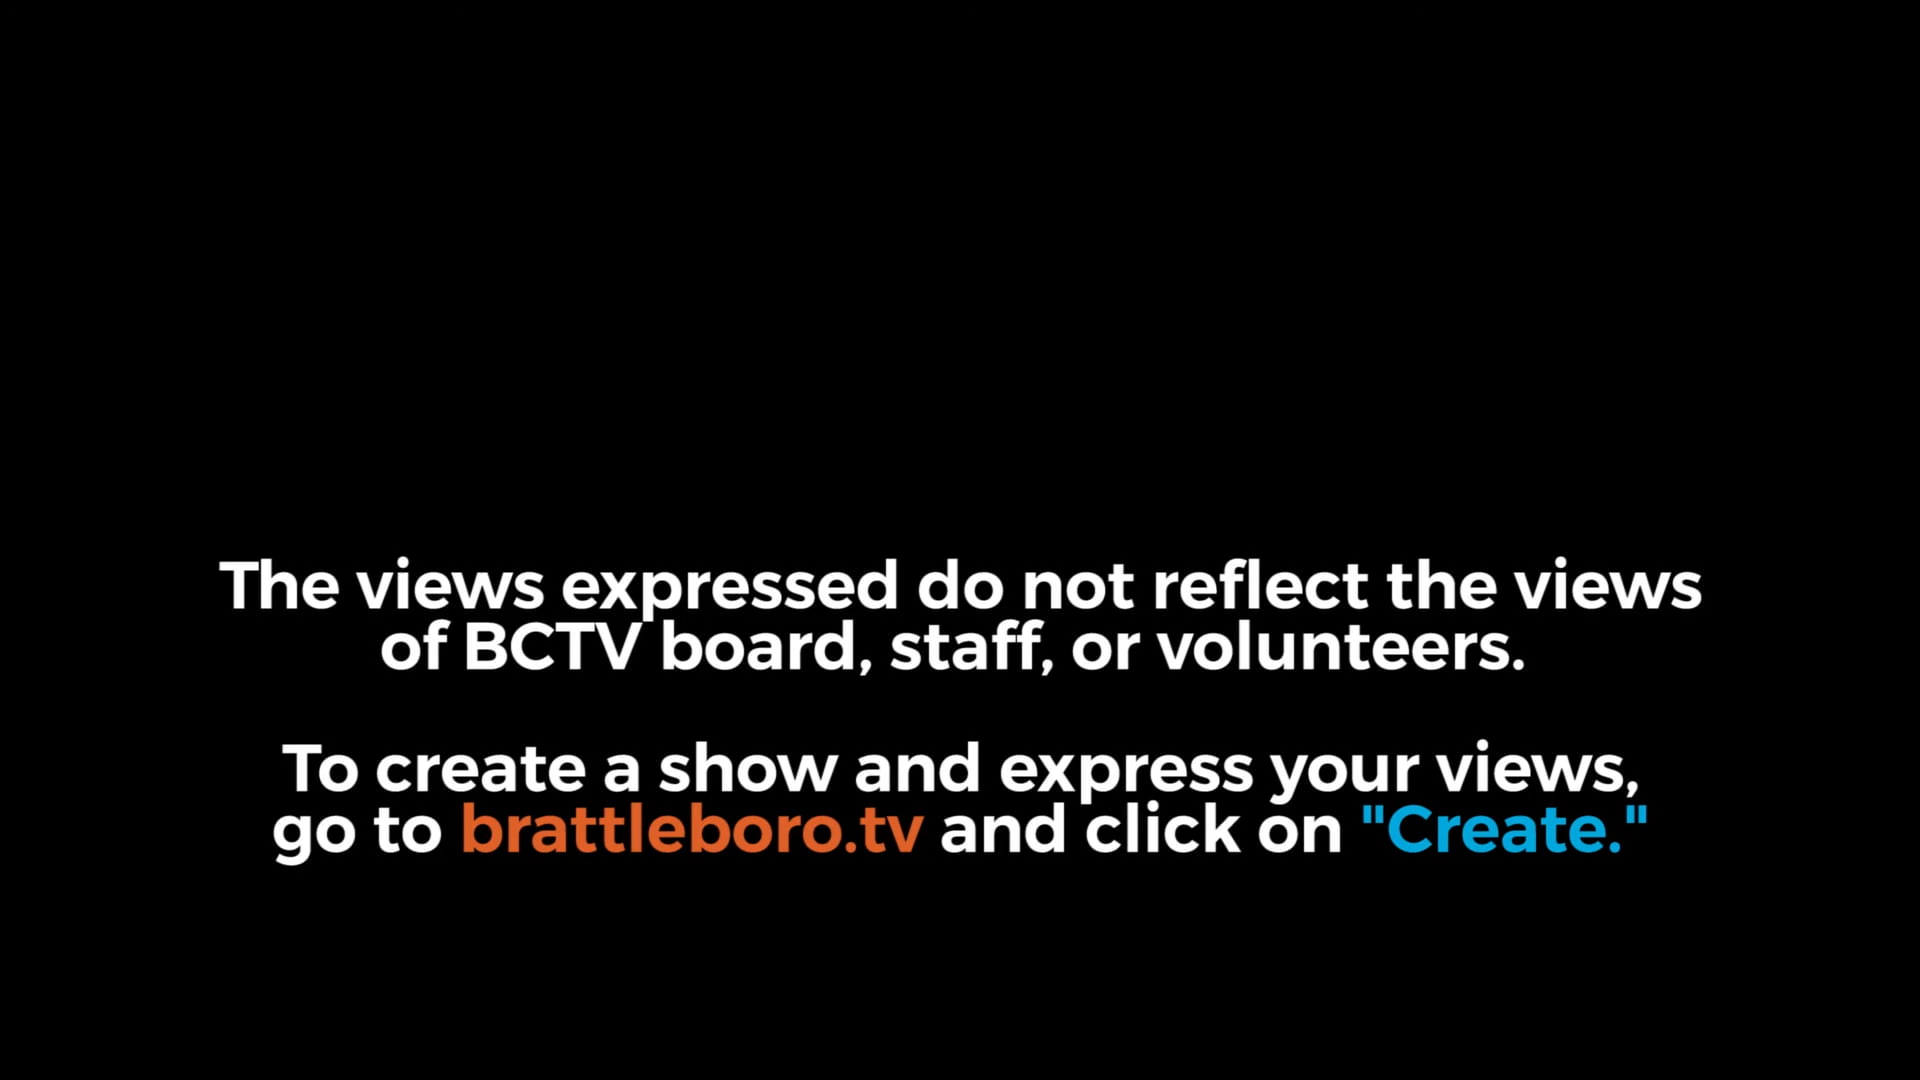 The views expressed do not reflect the views
of BCTV board, staff, or volunteers.
To create a show and express your views,
go to brattleboro.tv and click on "Create."